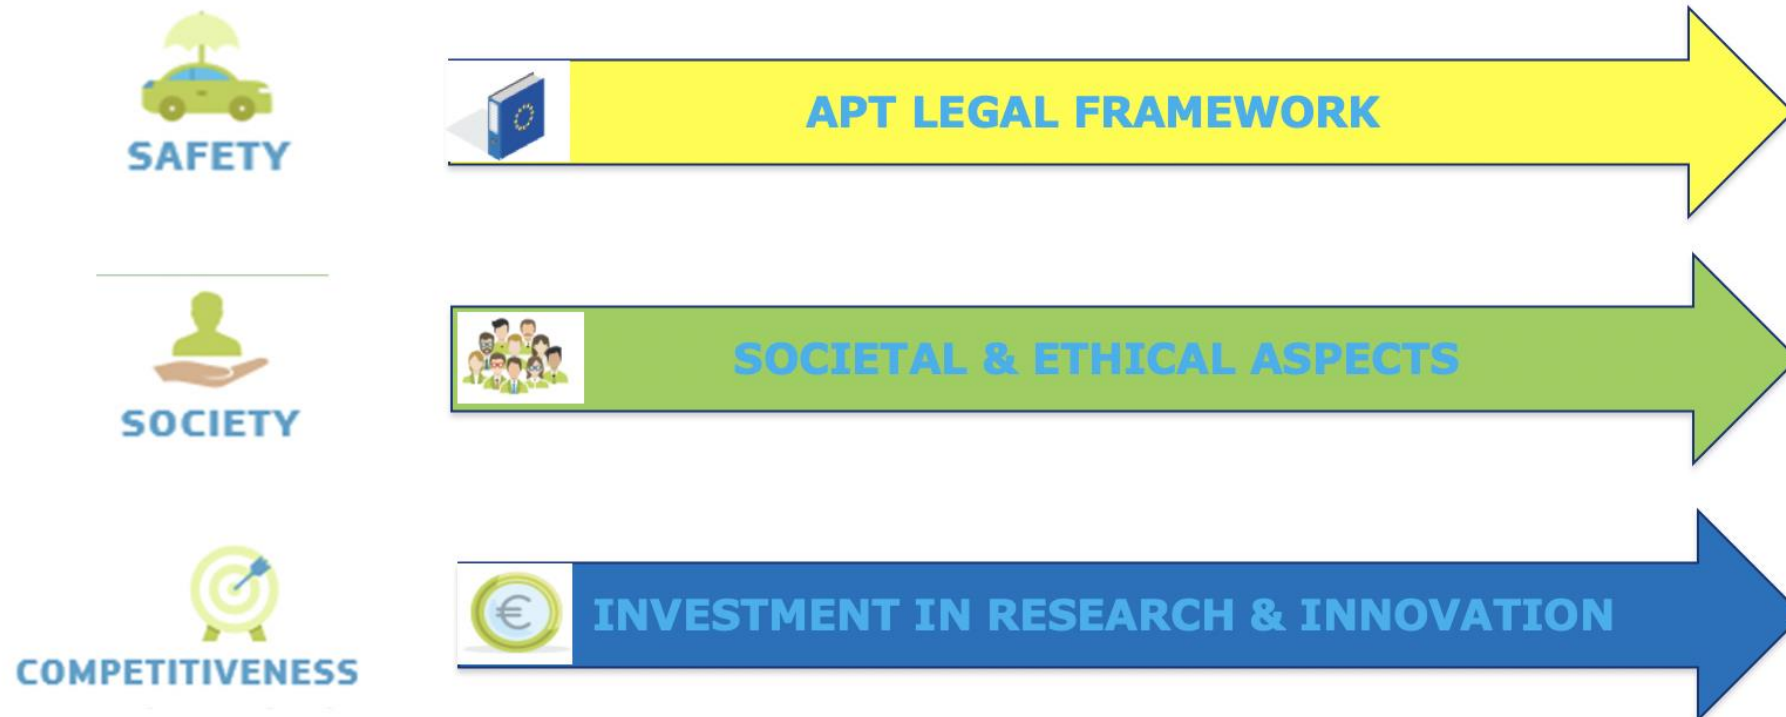 SAFETY
APT LEGAL FRAMEWORK
SOCIETY
SOCIETAL & ETHICAL ASPECTS
€
COMPETITIVENESS
INVESTMENT IN RESEARCH & INNOVATION